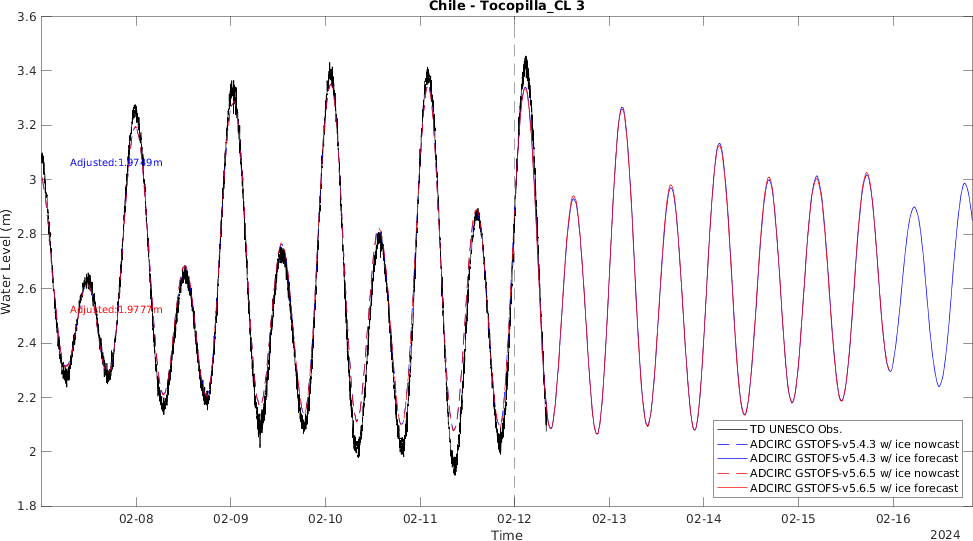 Chile - Tocopilla_CL 3
3.6
3.4
3.2
3
2.8
2.6
2.4
2.2
2
1.8
Water Level (m)
Adjusted:1.9749m
Adjusted:1.9777m
TD UNESCO Obs.
ADCIRC GSTOFS-v5.4.3 w/ ice nowcast
ADCIRC GSTOFS-v5.4.3 w/ ice forecast
ADCIRC GSTOFS-v5.6.5 w/ ice nowcast
ADCIRC GSTOFS-v5.6.5 w/ ice forecast
02-08 02-09 02-10 02-11 02-12 02-13 02-14 02-15 02-16
Time
2024